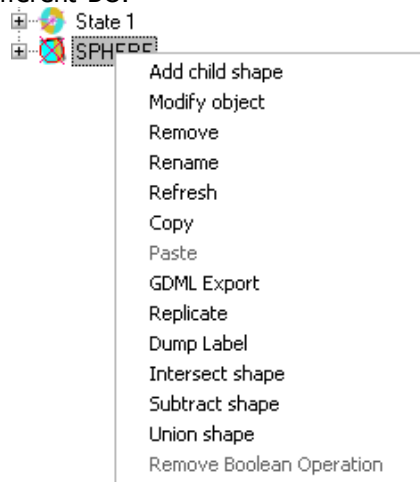 State 1
SPHERE
Add child shape
Modify object
Remove
Rename
Refresh
Copy
Paste
GDML Export
Replicate
Dump Label
Intersect shape
Subtract shape
Union shape
Remove Boolean Operation